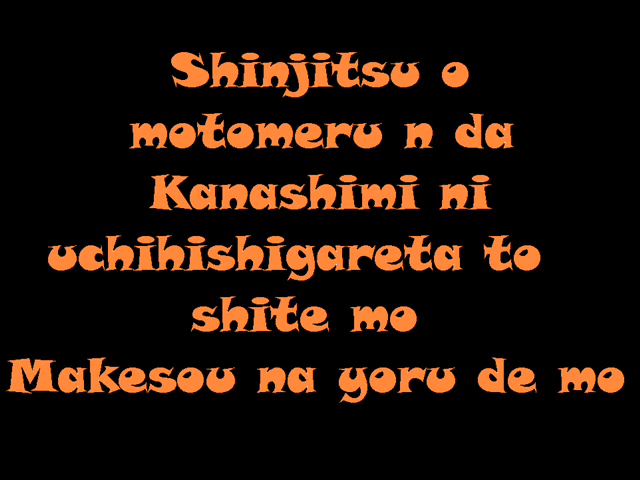 Shinjitsu o
motomeru n da
Kanashimi ni
uchihishigareta to
shite mo
Makesou na yoru de mo